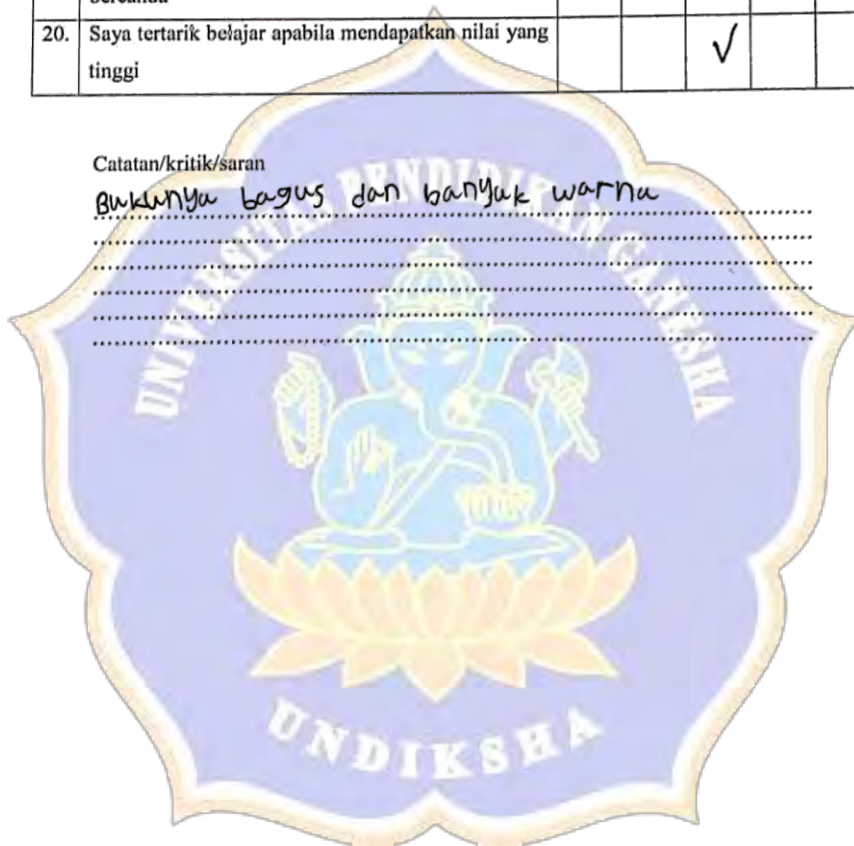 20. Saya tertarik belajar apabila mendapatkan nilai yang √
tinggi
Catatan/kritik/saran
Bukunya bagus dan banyak warna
UNIVERSITAS PENDIDIKAN GANESHA
UNDIKSHA